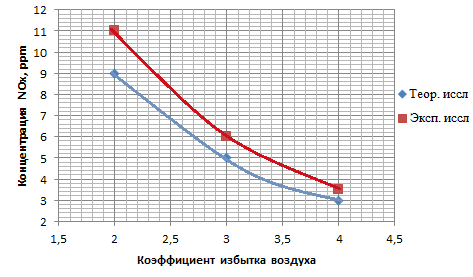 Концентрация NOx, ppm
12
11
10
9
8
7
6
5
4
3
2
1,5 2 2,5 3 3,5 4 4,5
Коэффициент избытка воздуха
Теор. иссл
Эксп. иссл